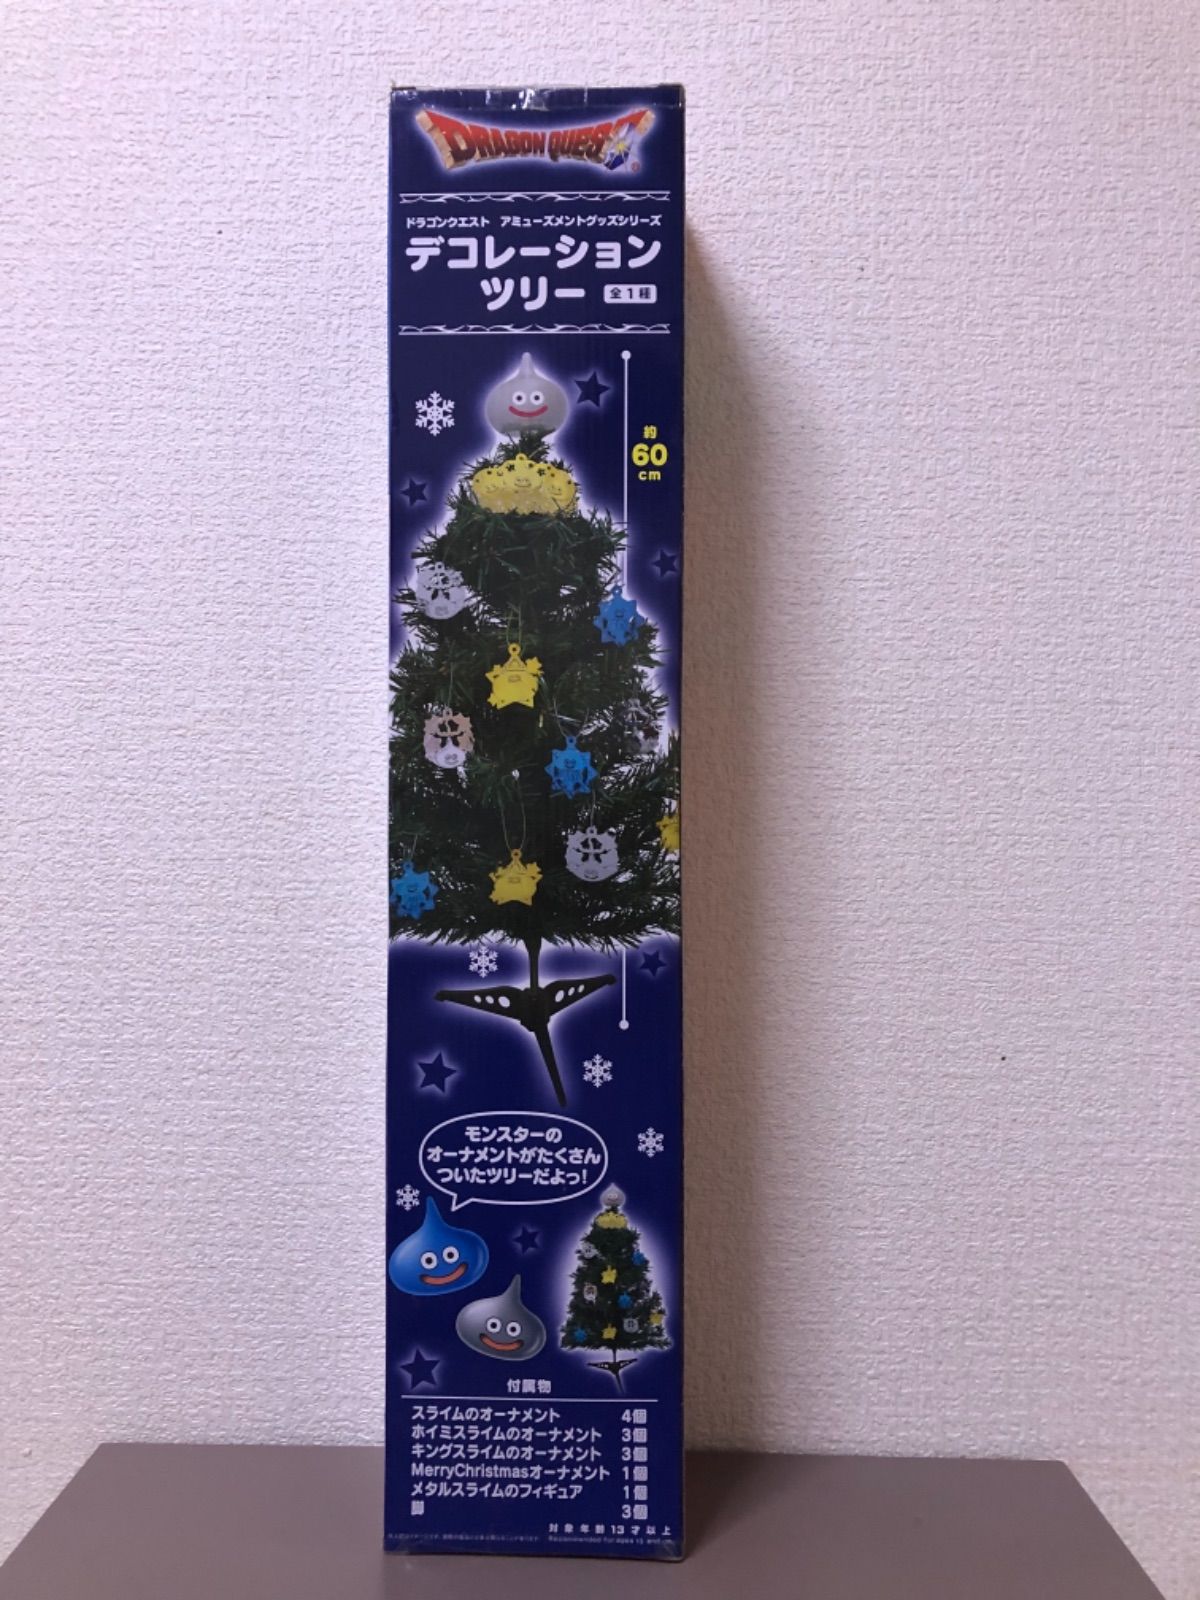 DRAGON QUEST
ドラゴンクエスト アミューズメントグッズシリーズ
デコレーション
ツリー 全1種
約
60
cm
モンスターの
オーナメントがたくさん
ついたツリーだよっ!
付属物
スライムのオーナメント 4個
ホイミスライムのオーナメント 3個
キングスライムのオーナメント 3個
MerryChristmasオーナメント 1個
メタルスライムのフィギュア 1個
脚 3個
対象年齢13才以上
Recommended for ages 13 and